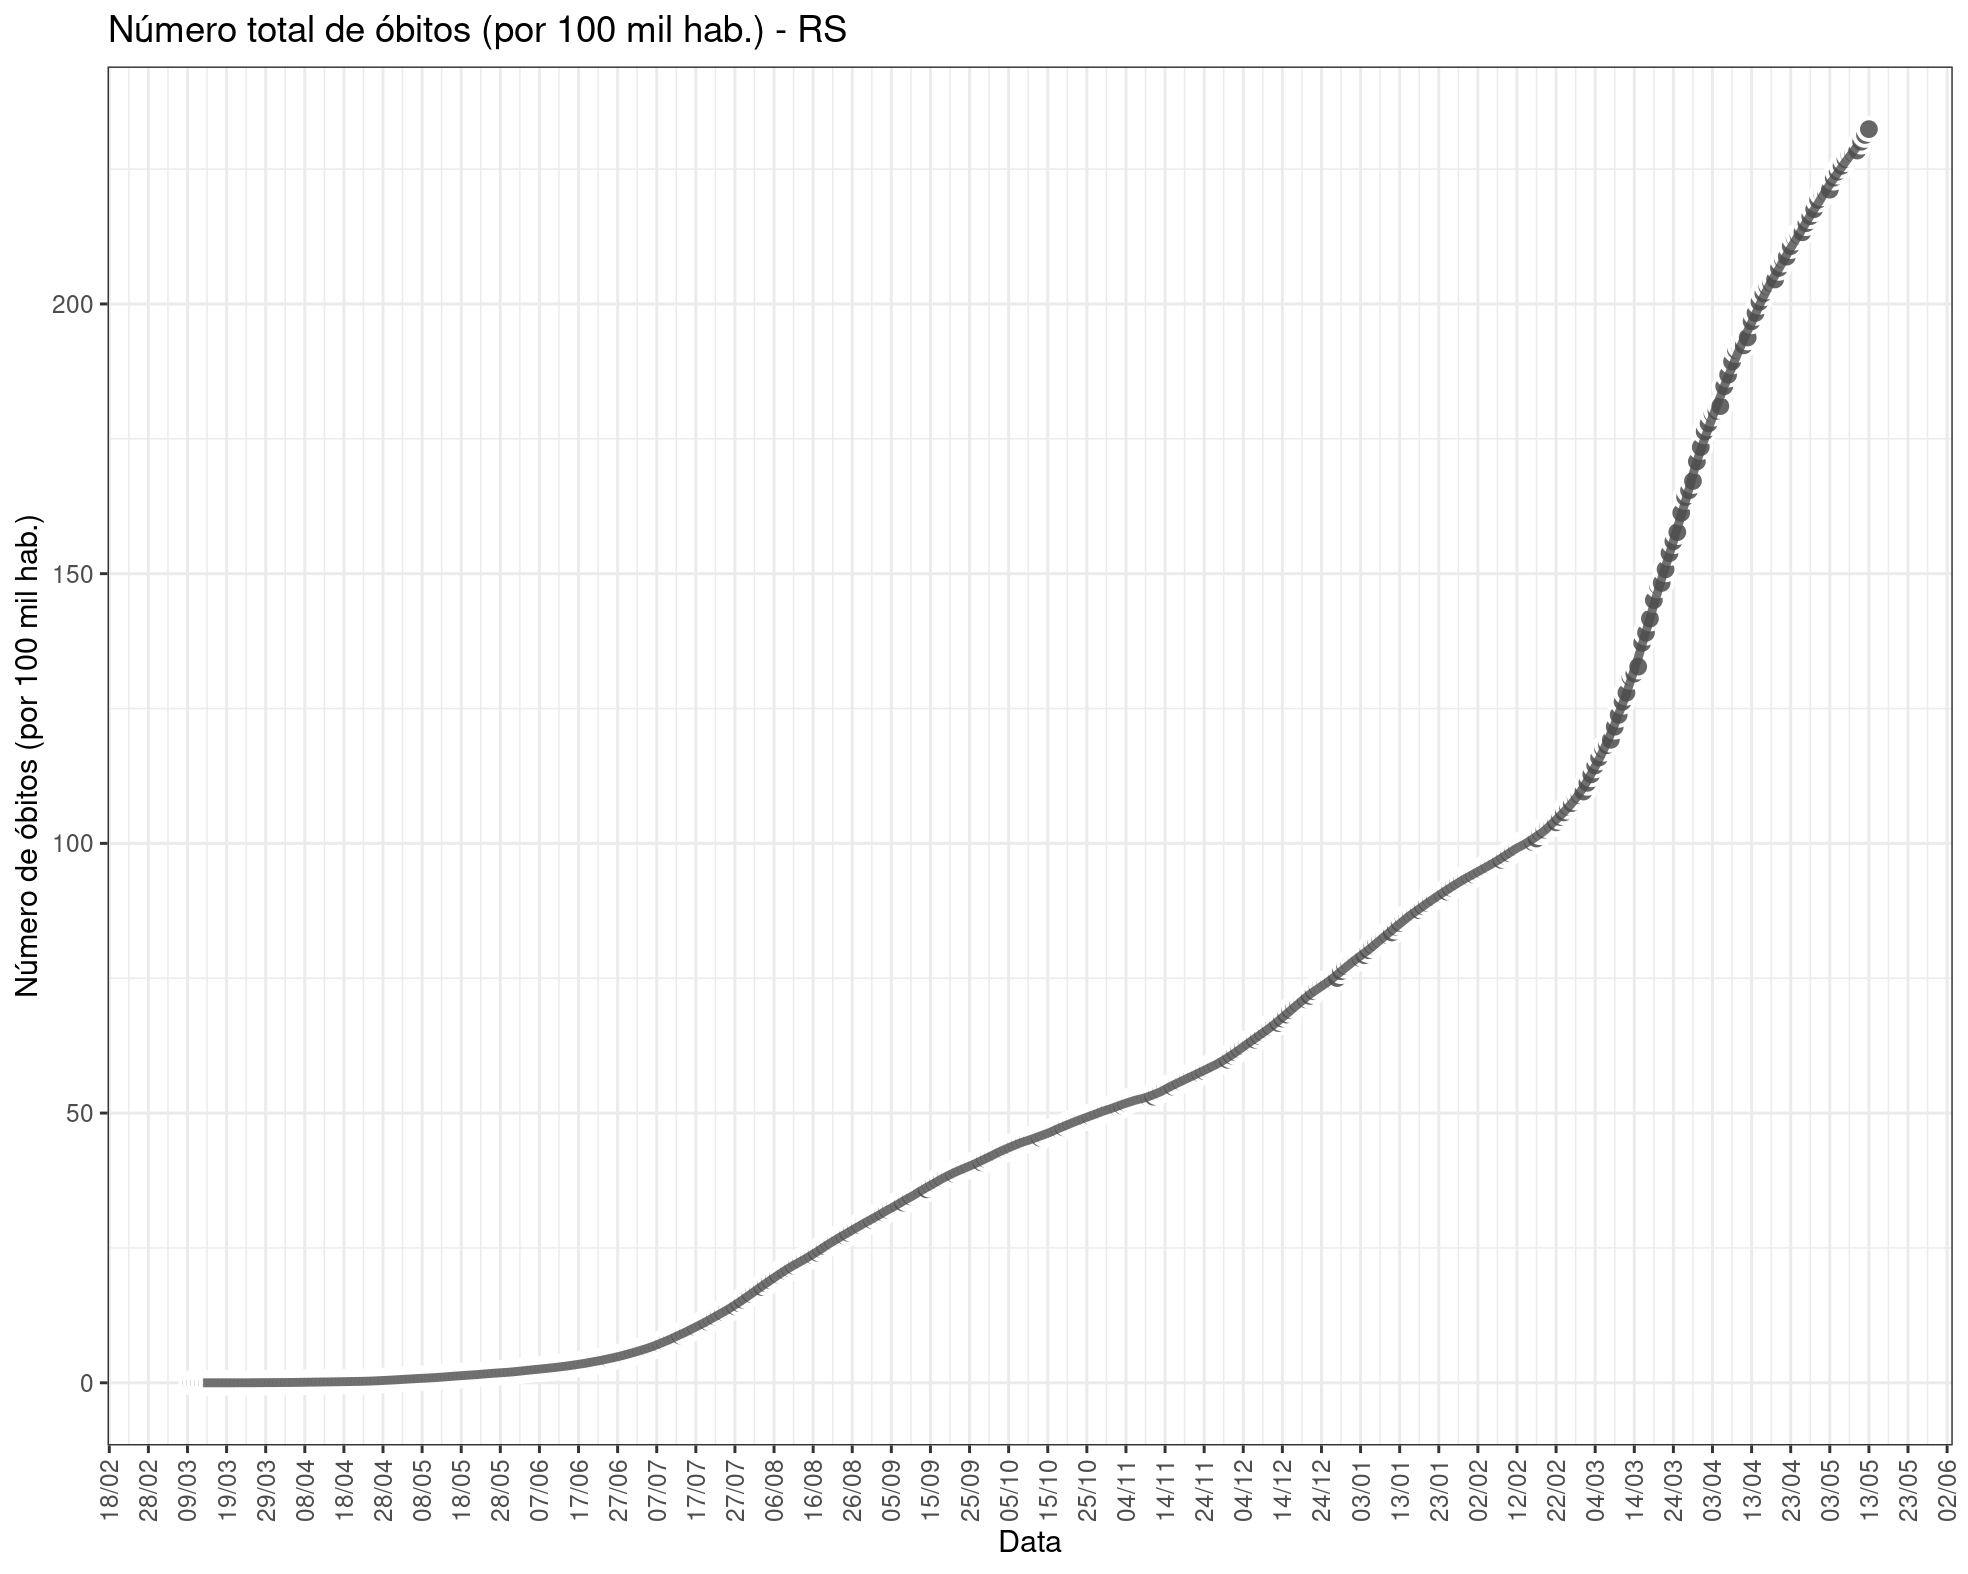 Número total de óbitos (por 100 mil hab.) - RS
Número de óbitos (por 100 mil hab.)
200
150
100
50
0
18/02 28/02 09/03 19/03 29/03 08/04 18/04 28/04 08/05 18/05 28/05 07/06 17/06 27/06 07/07 17/07 27/07 06/08 16/08 26/08 05/09 15/09 25/09 05/10 15/10 25/10 04/11 14/11 24/11 04/12 14/12 24/12 03/01 13/01 23/01 02/02 12/02 22/02 04/03 14/03 24/03 03/04 13/04 23/04 03/05 13/05 23/05 02/06
Data